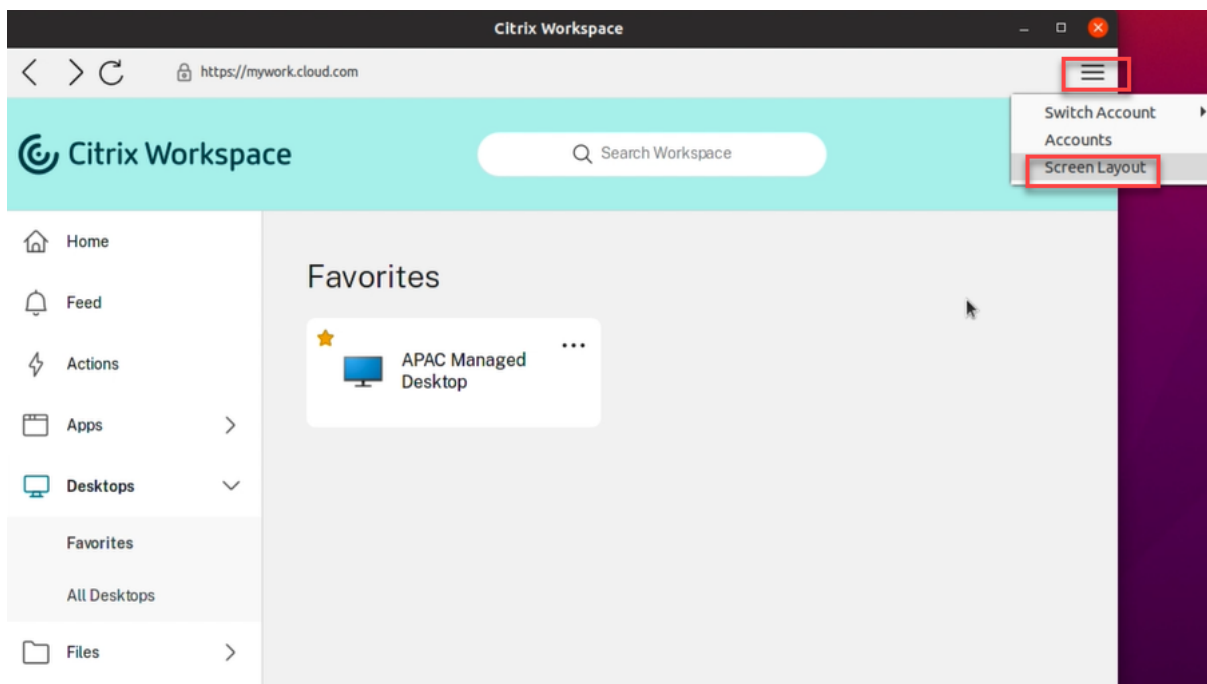 Citrix Workspace
https://mywork.cloud.com
Switch Account
Accounts
Screen Layout
Citrix Workspace
Search Workspace
Home
Feed
Actions
Apps
Desktops
Favorites
All Desktops
Files
Favorites
APAC Managed
Desktop